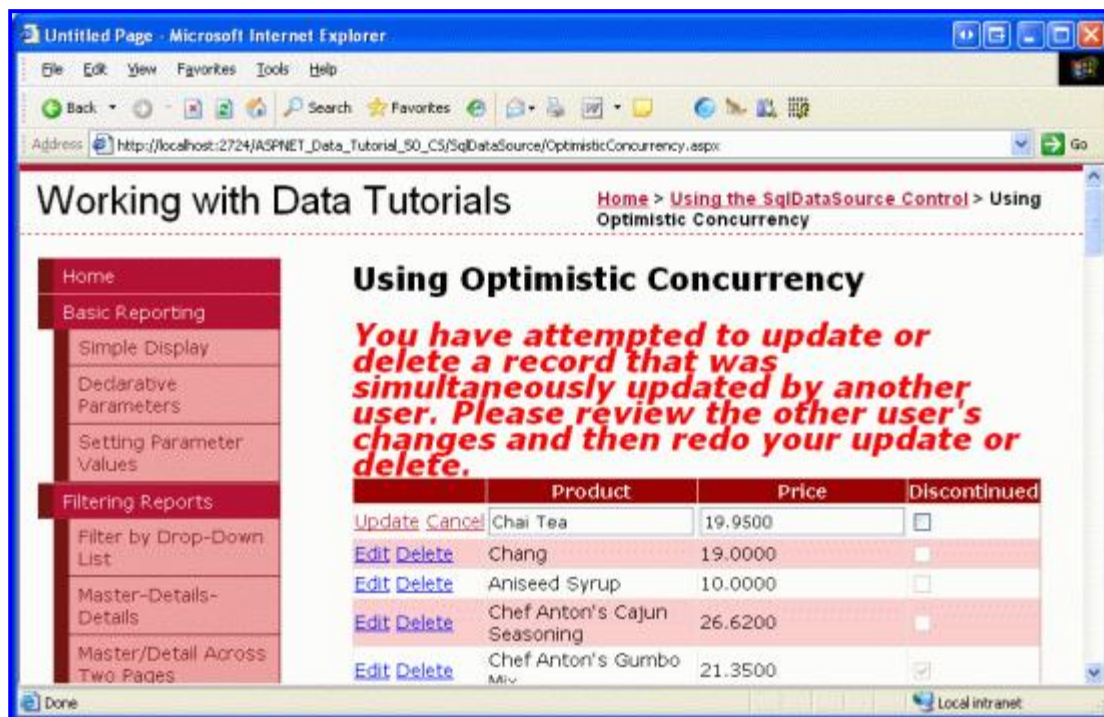 Untitled Page - Microsoft Internet Explorer
File Edit View Favorites Tools Help
Back Search Favorites
Address http://localhost:2724/ASPNET_Data_Tutorial_50_CS/SqlDataSource/OptimisticConcurrency.aspx Go
Working with Data Tutorials
Home > Using the SqlDataSource Control > Using
Optimistic Concurrency
Home
Basic Reporting
Simple Display
Declarative
Parameters
Setting Parameter
Values
Filtering Reports
Filter by Drop-Down
List
Master-Details-
Details
Master/Detail Across
Two Pages
Using Optimistic Concurrency
You have attempted to update or
delete a record that was
simultaneously updated by another
user. Please review the other user's
changes and then redo your update or
delete.
Product Price Discontinued
Update Cancel Chai Tea 19.9500
Edit Delete Chang 19.0000
Edit Delete Aniseed Syrup 10.0000
Edit Delete Chef Anton's Cajun
Seasoning 26.6200
Edit Delete Chef Anton's Gumbo
Mix 21.3500
Done Local intranet